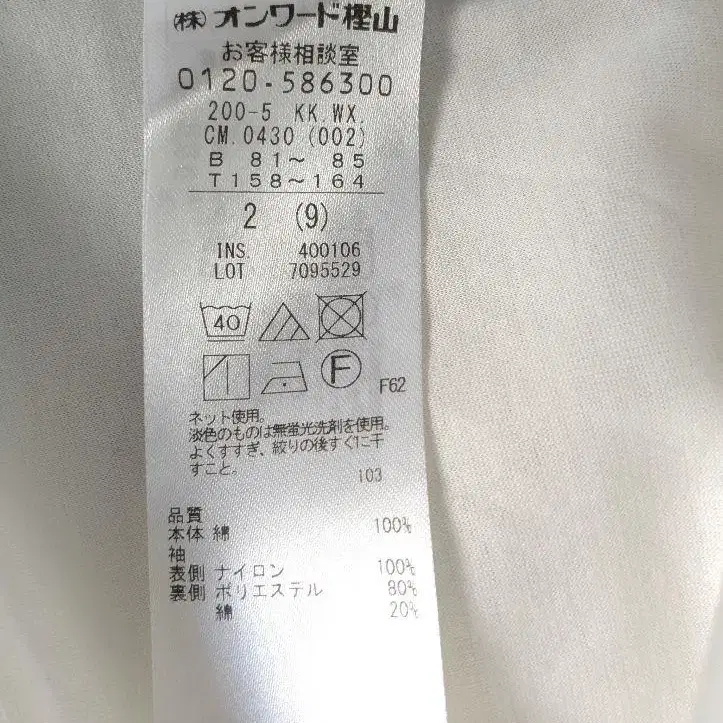 (株)オンワード樫山
お客様相談室
0120-586300
200-5 KK.WX.
CM.0430 (002)
B 81〜 85
T158〜164
2 (9)
INS. 400106
LOT 7095529
40
F
F62
ネット使用。
淡色のものは無蛍光洗剤を使用。
よくすすぎ、絞りの後すぐに干
すこと。
103
品質
本体 綿 100%
袖
表側 ナイロン 100%
裏側 ポリエステル 80%
綿 20%